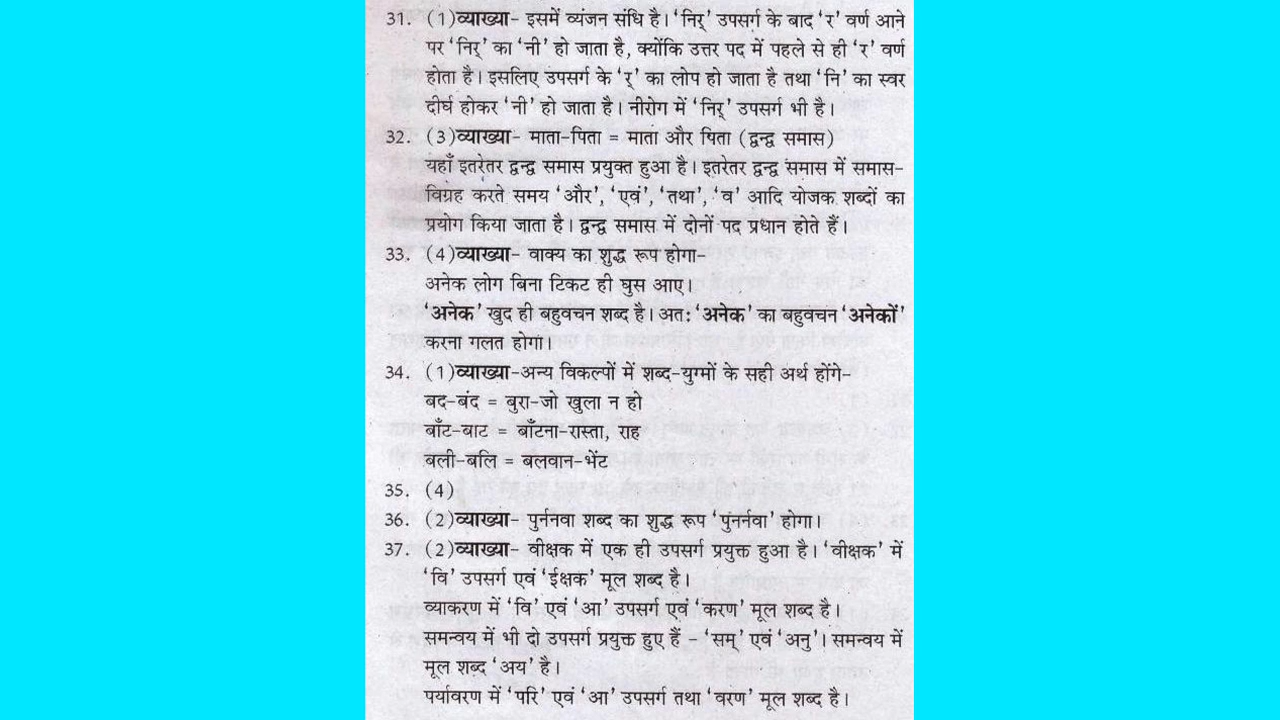 31. (1)व्याख्या- इसमें व्यंजन संधि है। 'निर्' उपसर्ग के बाद 'र' वर्ण आने
पर 'निर्' का 'नी' हो जाता है, क्योंकि उत्तर पद में पहले से ही 'र' वर्ण
होता है। इसलिए उपसर्ग के 'र्' का लोप हो जाता है तथा 'नि' का स्वर
दीर्घ होकर 'नी' हो जाता है। नीरोग में 'निर्' उपसर्ग भी है।
32. (3)व्याख्या- माता-पिता = माता और पिता (द्वन्द्व समास)
यहाँ इतरेतर द्वन्द्व समास प्रयुक्त हुआ है। इतरेतर द्वन्द्व समास में समास-
विग्रह करते समय 'और', 'एवं', 'तथा', 'व' आदि योजक शब्दों का
प्रयोग किया जाता है। द्वन्द्व समास में दोनों पद प्रधान होते हैं।
33. (4)व्याख्या- वाक्य का शुद्ध रूप होगा-
अनेक लोग बिना टिकट ही घुस आए।
'अनेक' खुद ही बहुवचन शब्द है। अत: 'अनेक' का बहुवचन 'अनेकों'
करना गलत होगा।
34. (1)व्याख्या-अन्य विकल्पों में शब्द-युग्मों के सही अर्थ होंगे-
बद-बंद = बुरा-जो खुला न हो
बाँट-बाट = बाँटना-रास्ता, राह
बली-बलि = बलवान-भेंट
35. (4)
36. (2)व्याख्या- पुर्ननवा शब्द का शुद्ध रूप 'पुनर्नवा' होगा।
37. (2)व्याख्या- वीक्षक में एक ही उपसर्ग प्रयुक्त हुआ है। 'वीक्षक' में
'वि' उपसर्ग एवं 'ईक्षक' मूल शब्द है।
व्याकरण में 'वि' एवं 'आ' उपसर्ग एवं 'करण' मूल शब्द है।
समन्वय में भी दो उपसर्ग प्रयुक्त हुए हैं - 'सम्' एवं 'अनु'। समन्वय में
मूल शब्द 'अय' है।
पर्यावरण में 'परि' एवं 'आ' उपसर्ग तथा 'वरण' मूल शब्द है।